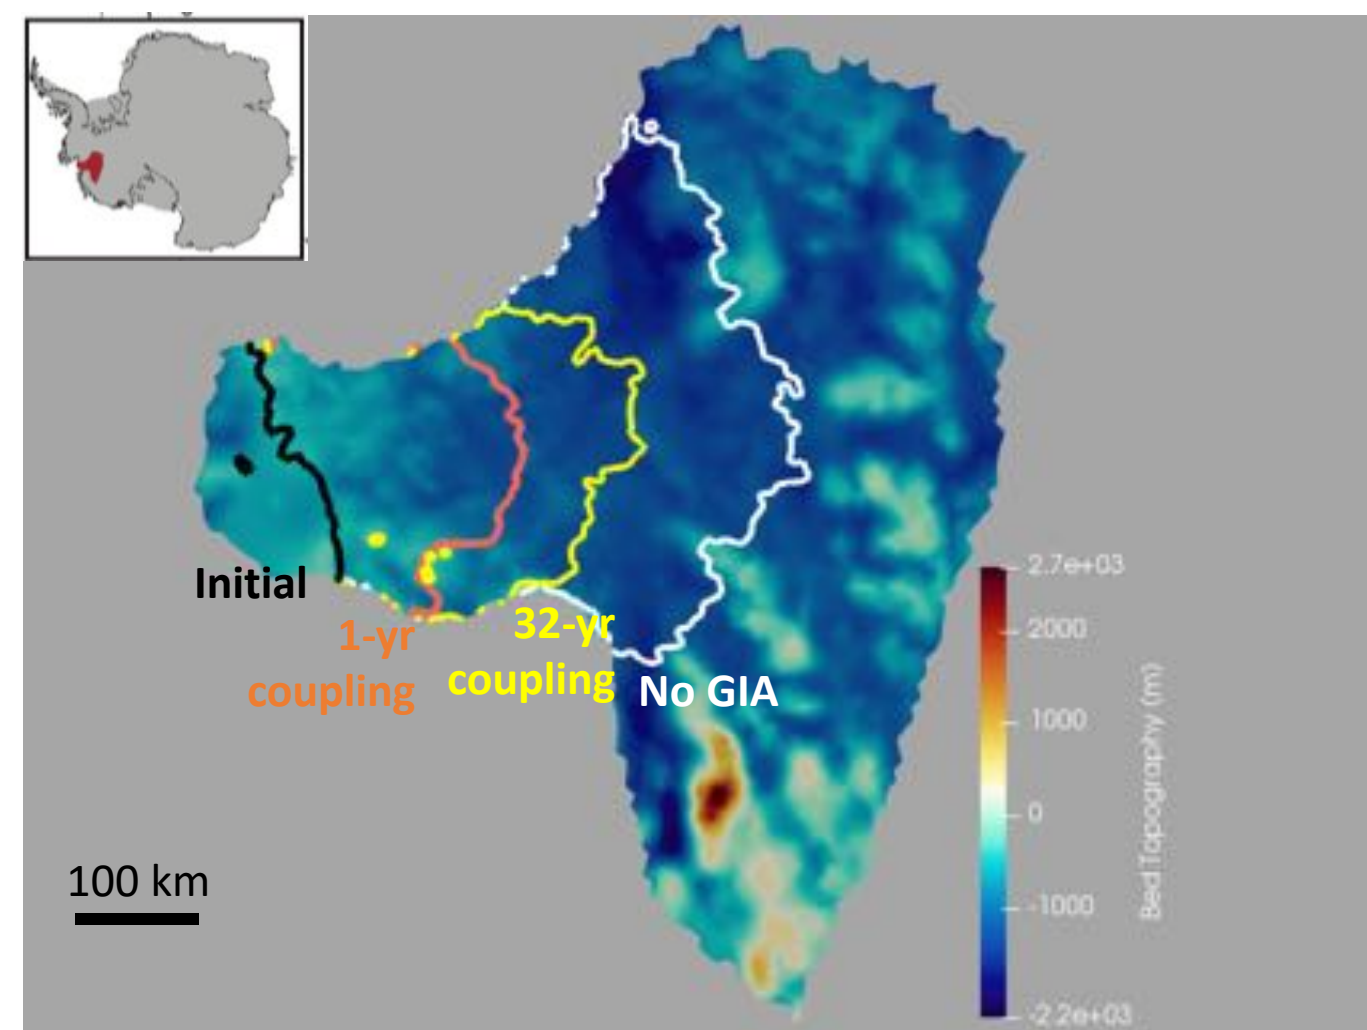 Initial
1-yr
coupling
32-yr
coupling
No GIA
100 km
2.7e+03
2000
1000
0
-1000
-2.2e+03
Bed Topography (m)